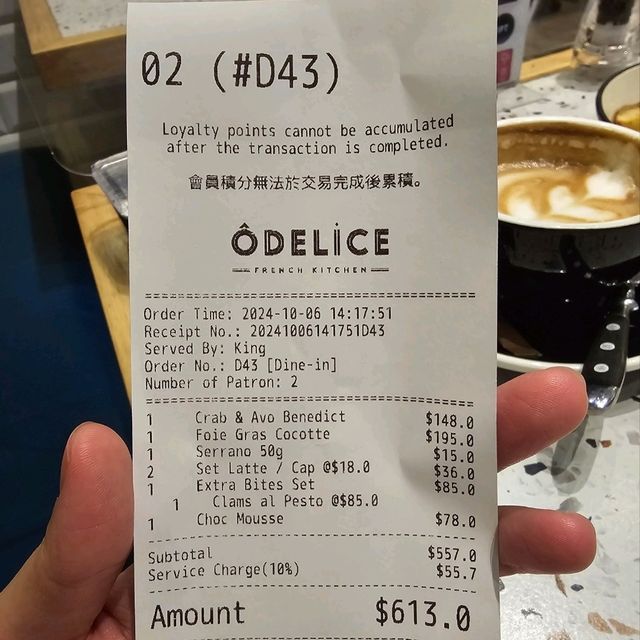 02 (#D43)
Loyalty points cannot be accumulated
after the transaction is completed.
會員積分無法於交易完成後累積。
ÔDELİCE
FRENCH KITCHEN
Order Time: 2024-10-06 14:17:51
Receipt No.: 20241006141751D43
Served By: King
Order No.: D43 [Dine-in]
Number of Patron: 2
1 Crab & Avo Benedict $148.0
1 Foie Gras Cocotte $195.0
1 Serrano 50g $15.0
2 Set Latte / Cap @$18.0 $36.0
1 Extra Bites Set $85.0
1 Clams al Pesto @$85.0
1 Choc Mousse $78.0
Subtotal $557.0
Service Charge(10%) $55.7
Amount $613.0